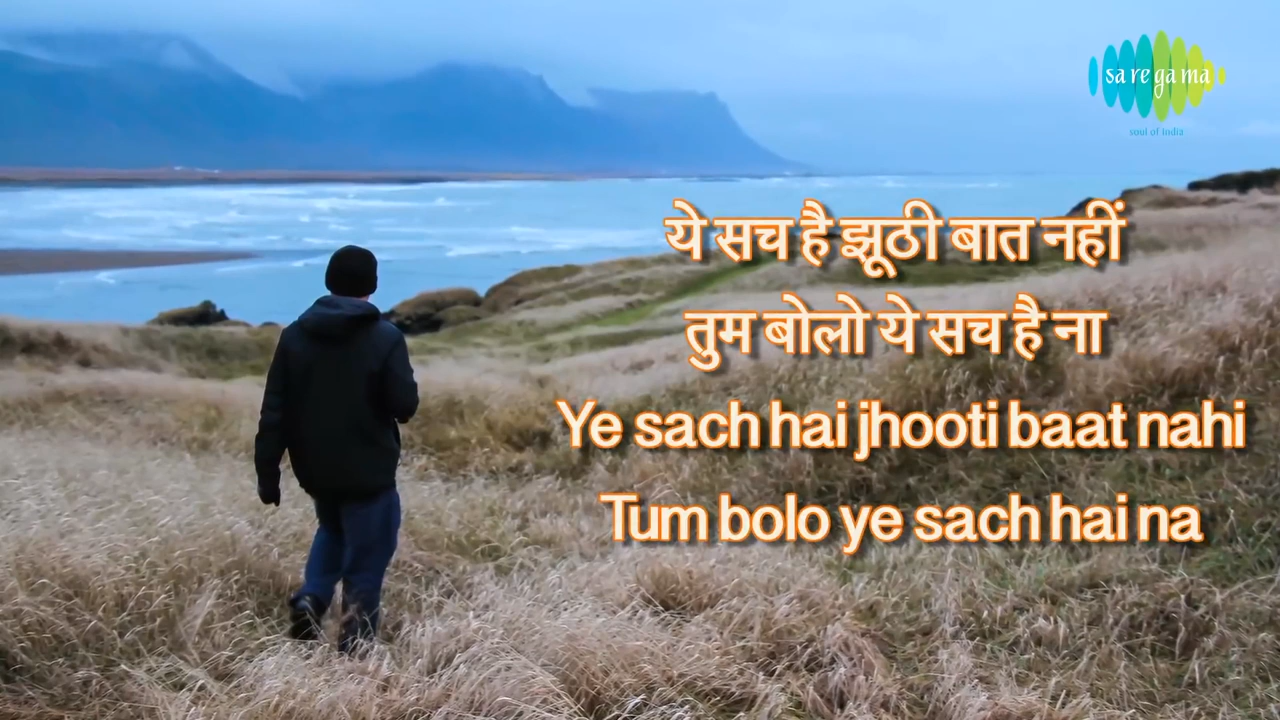 sa re ga ma
soul of india
ये सच है झूठी बात नहीं
तुम बोलो ये सच है ना
Ye sach hai jhooti baat nahi
Tum bolo ye sach hai na